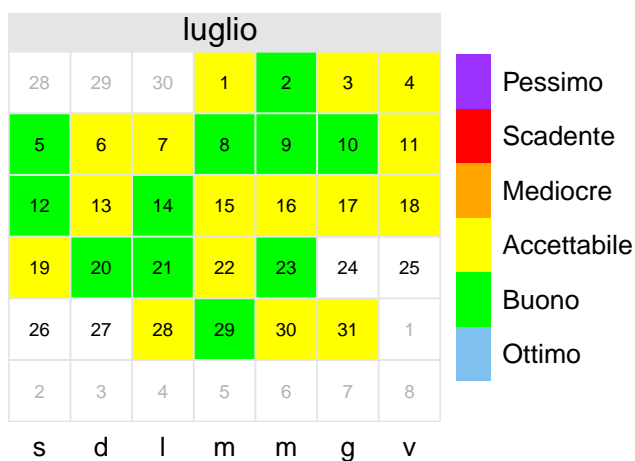 luglio
28 29 30 1 2 3 4
5 6 7 8 9 10 11
12 13 14 15 16 17 18
19 20 21 22 23 24 25
26 27 28 29 30 31 1
2 3 4 5 6 7 8
s d l m m g v
Pessimo
Scadente
Mediocre
Accettabile
Buono
Ottimo